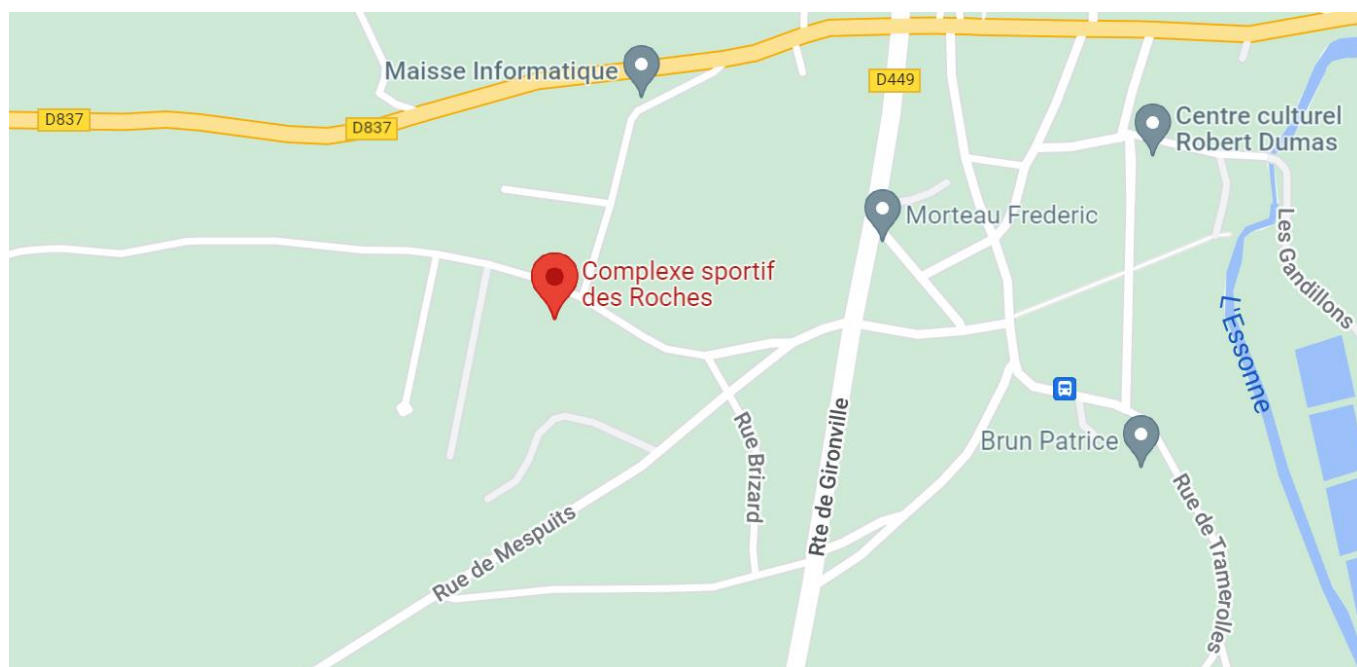 Maisse Informatique
D837
D837
D449
Centre culturel
Robert Dumas
Morteau Frederic
Complexe sportif
des Roches
Les Gandillons
L'Essonne
Rue Brizard
Rte de Gironville
Brun Patrice
Rue de Mespuits
Rue de Tramerolles